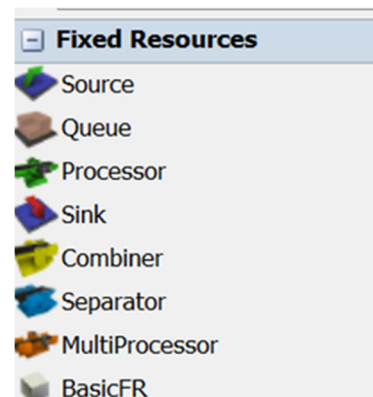 Fixed Resources
Source
Queue
Processor
Sink
Combiner
Separator
MultiProcessor
BasicFR